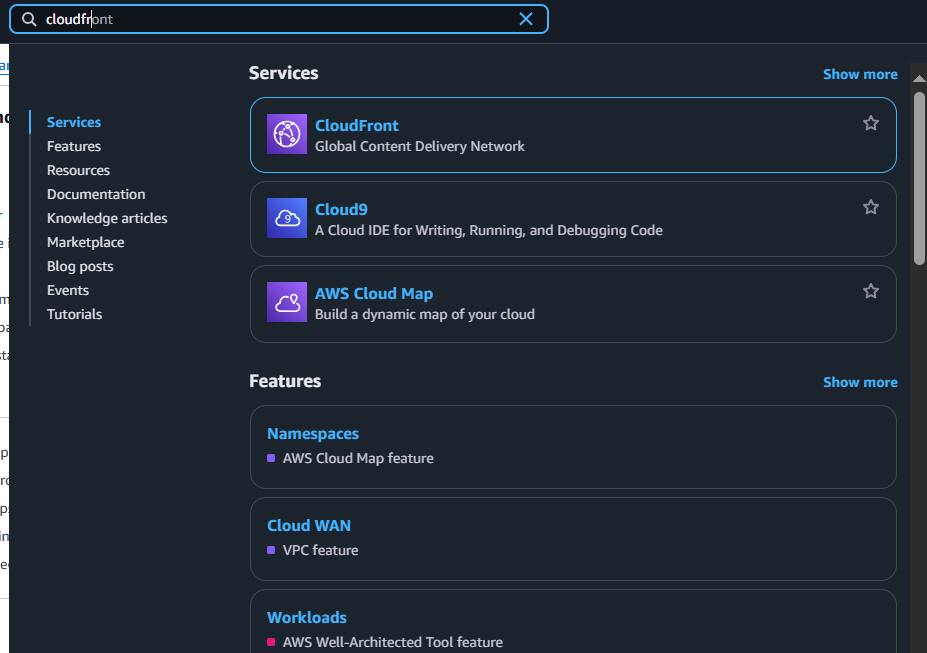 cloudfront
Services
Show more
Services
Features
Resources
Documentation
Knowledge articles
Marketplace
Blog posts
Events
Tutorials
CloudFront
Global Content Delivery Network
Cloud9
A Cloud IDE for Writing, Running, and Debugging Code
AWS Cloud Map
Build a dynamic map of your cloud
Features
Show more
Namespaces
AWS Cloud Map feature
Cloud WAN
VPC feature
Workloads
AWS Well-Architected Tool feature